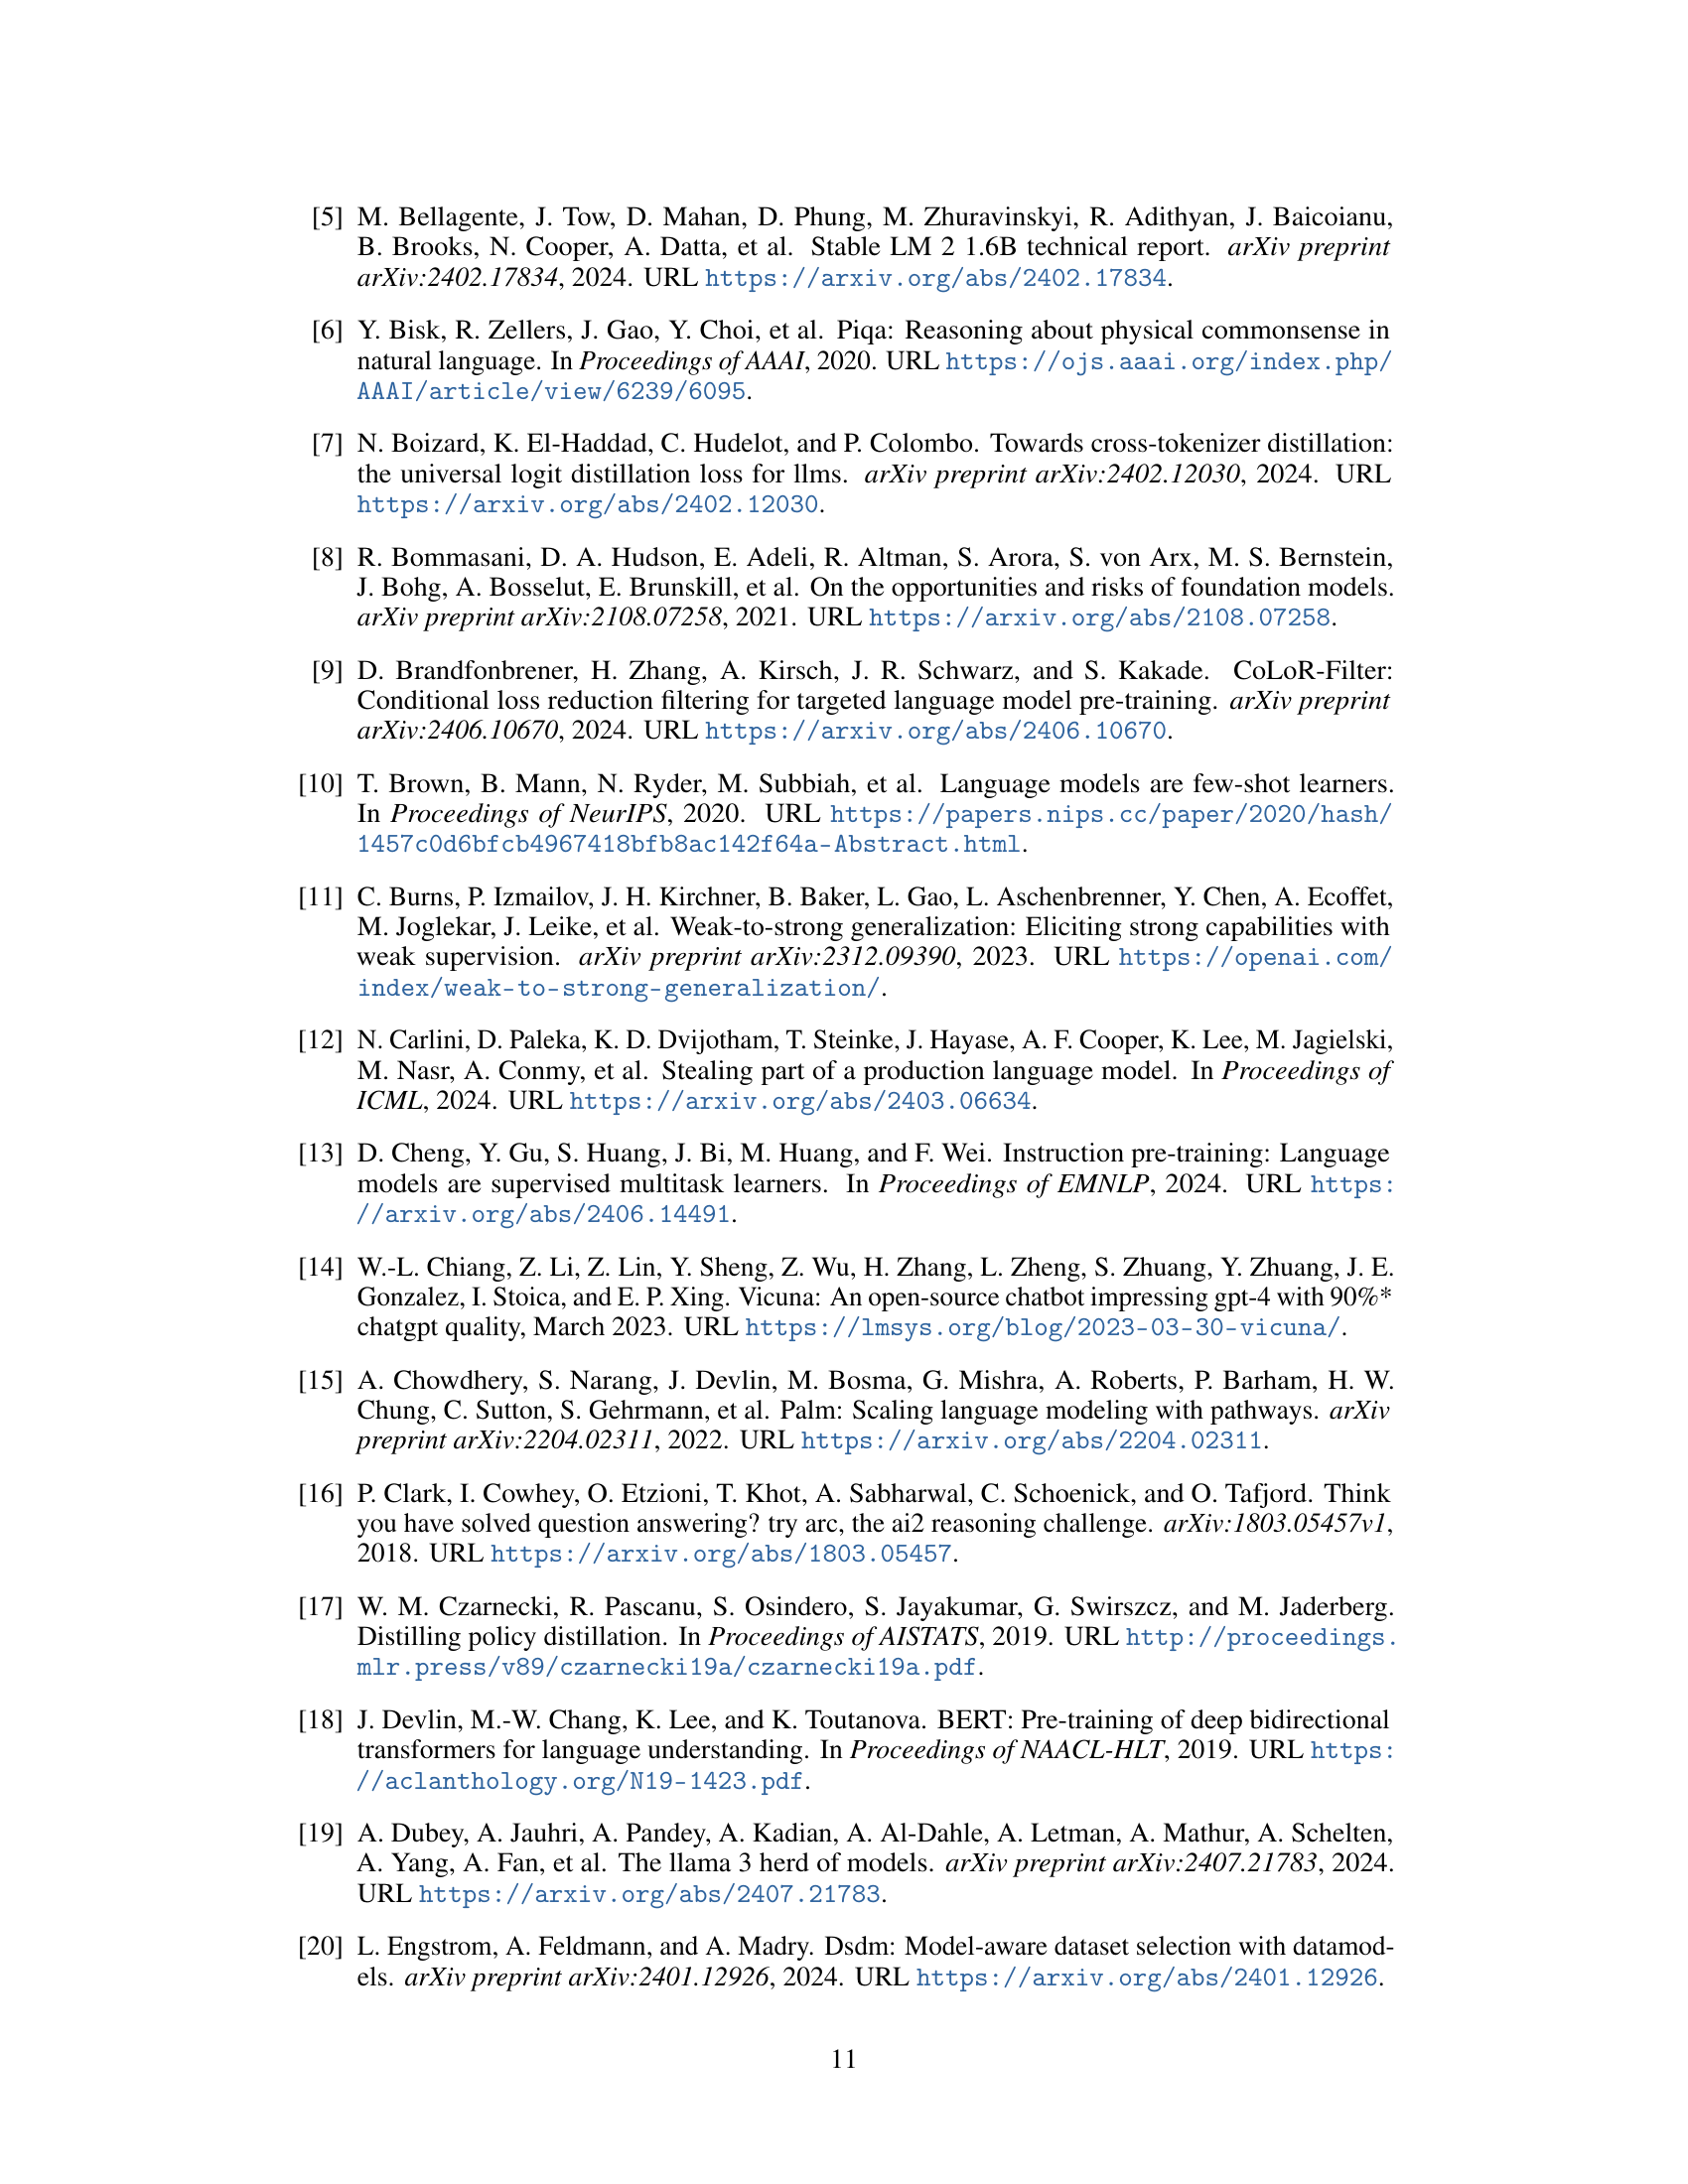 [5] M. Bellagente, J. Tow, D. Mahan, D. Phung, M. Zhuravinskyi, R. Adithyan, J. Baicoianu,
B. Brooks, N. Cooper, A. Datta, et al. Stable LM 2 1.6B technical report. arXiv preprint
arXiv:2402.17834, 2024. URL https://arxiv.org/abs/2402.17834.
[6] Y. Bisk, R. Zellers, J. Gao, Y. Choi, et al. Piqa: Reasoning about physical commonsense in
natural language. In Proceedings of AAAI, 2020. URL https://ojs.aaai.org/index.php/
AAAI/article/view/6239/6095.
[7] N. Boizard, K. El-Haddad, C. Hudelot, and P. Colombo. Towards cross-tokenizer distillation:
the universal logit distillation loss for llms. arXiv preprint arXiv:2402.12030, 2024. URL
https://arxiv.org/abs/2402.12030.
[8] R. Bommasani, D. A. Hudson, E. Adeli, R. Altman, S. Arora, S. von Arx, M. S. Bernstein,
J. Bohg, A. Bosselut, E. Brunskill, et al. On the opportunities and risks of foundation models.
arXiv preprint arXiv:2108.07258, 2021. URL https://arxiv.org/abs/2108.07258.
[9] D. Brandfonbrener, H. Zhang, A. Kirsch, J. R. Schwarz, and S. Kakade. CoLoR-Filter:
Conditional loss reduction filtering for targeted language model pre-training. arXiv preprint
arXiv:2406.10670, 2024. URL https://arxiv.org/abs/2406.10670.
[10] T. Brown, B. Mann, N. Ryder, M. Subbiah, et al. Language models are few-shot learners.
In Proceedings of NeurIPS, 2020. URL https://papers.nips.cc/paper/2020/hash/
1457c0d6bfcb4967418bfb8ac142f64a-Abstract.html.
[11] C. Burns, P. Izmailov, J. H. Kirchner, B. Baker, L. Gao, L. Aschenbrenner, Y. Chen, A. Ecoffet,
M. Joglekar, J. Leike, et al. Weak-to-strong generalization: Eliciting strong capabilities with
weak supervision. arXiv preprint arXiv:2312.09390, 2023. URL https://openai.com/
index/weak-to-strong-generalization/.
[12] N. Carlini, D. Paleka, K. D. Dvijotham, T. Steinke, J. Hayase, A. F. Cooper, K. Lee, M. Jagielski,
M. Nasr, A. Conmy, et al. Stealing part of a production language model. In Proceedings of
ICML, 2024. URL https://arxiv.org/abs/2403.06634.
[13] D. Cheng, Y. Gu, S. Huang, J. Bi, M. Huang, and F. Wei. Instruction pre-training: Language
models are supervised multitask learners. In Proceedings of EMNLP, 2024. URL https:
//arxiv.org/abs/2406.14491.
[14] W.-L. Chiang, Z. Li, Z. Lin, Y. Sheng, Z. Wu, H. Zhang, L. Zheng, S. Zhuang, Y. Zhuang, J. E.
Gonzalez, I. Stoica, and E. P. Xing. Vicuna: An open-source chatbot impressing gpt-4 with 90%*
chatgpt quality, March 2023. URL https://lmsys.org/blog/2023-03-30-vicuna/.
[15] A. Chowdhery, S. Narang, J. Devlin, M. Bosma, G. Mishra, A. Roberts, P. Barham, H. W.
Chung, C. Sutton, S. Gehrmann, et al. Palm: Scaling language modeling with pathways. arXiv
preprint arXiv:2204.02311, 2022. URL https://arxiv.org/abs/2204.02311.
[16] P. Clark, I. Cowhey, O. Etzioni, T. Khot, A. Sabharwal, C. Schoenick, and O. Tafjord. Think
you have solved question answering? try arc, the ai2 reasoning challenge. arXiv:1803.05457v1,
2018. URL https://arxiv.org/abs/1803.05457.
[17] W. M. Czarnecki, R. Pascanu, S. Osindero, S. Jayakumar, G. Swirszcz, and M. Jaderberg.
Distilling policy distillation. In Proceedings of AISTATS, 2019. URL http://proceedings.
mlr.press/v89/czarnecki19a/czarnecki19a.pdf.
[18] J. Devlin, M.-W. Chang, K. Lee, and K. Toutanova. BERT: Pre-training of deep bidirectional
transformers for language understanding. In Proceedings of NAACL-HLT, 2019. URL https:
//aclanthology.org/N19-1423.pdf.
[19] A. Dubey, A. Jauhri, A. Pandey, A. Kadian, A. Al-Dahle, A. Letman, A. Mathur, A. Schelten,
A. Yang, A. Fan, et al. The llama 3 herd of models. arXiv preprint arXiv:2407.21783, 2024.
URL https://arxiv.org/abs/2407.21783.
[20] L. Engstrom, A. Feldmann, and A. Madry. Dsdm: Model-aware dataset selection with datamod-
els. arXiv preprint arXiv:2401.12926, 2024. URL https://arxiv.org/abs/2401.12926.
11